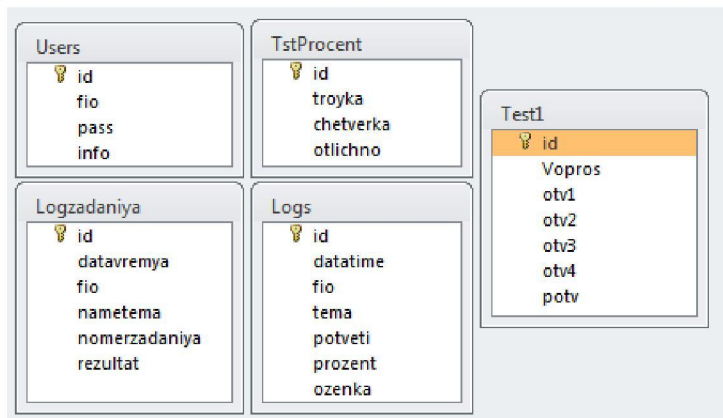 Users
id
fio
pass
info
TstProcent
id
troyka
chetverka
otlichno
Test1
id
Vopros
otv1
otv2
otv3
otv4
potv
Logzadaniya
id
datavremya
fio
nametema
nomerzadaniya
rezultat
Logs
id
datatime
fio
tema
potveti
prozent
ozenka